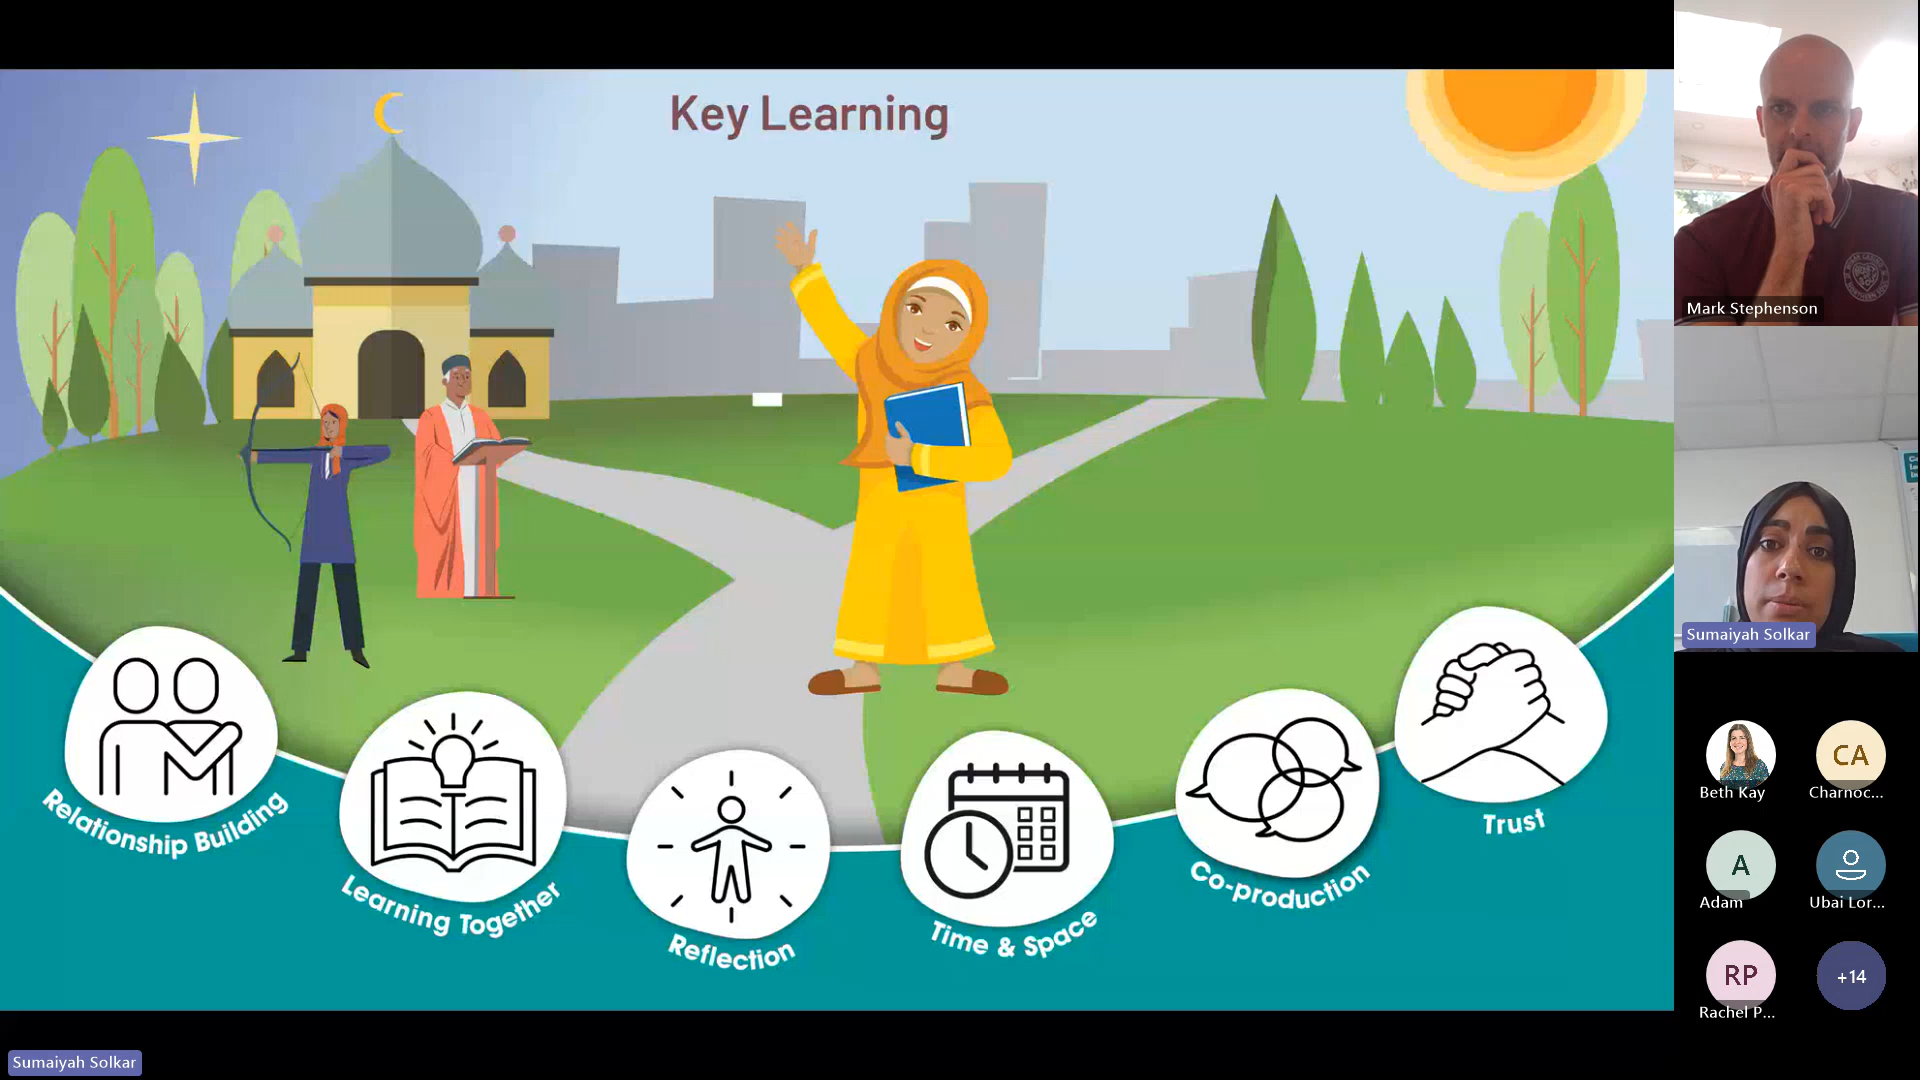 Key Learning
Relationship Building
Learning Together
Reflection
Time & Space
Co-production
Trust
Mark Stephenson
Sumaiyah Solkar
Beth Kay
CA
Charnoc...
A
Adam
Ubai Lor...
RP
Rachel P...
+14
Sumaiyah Solkar